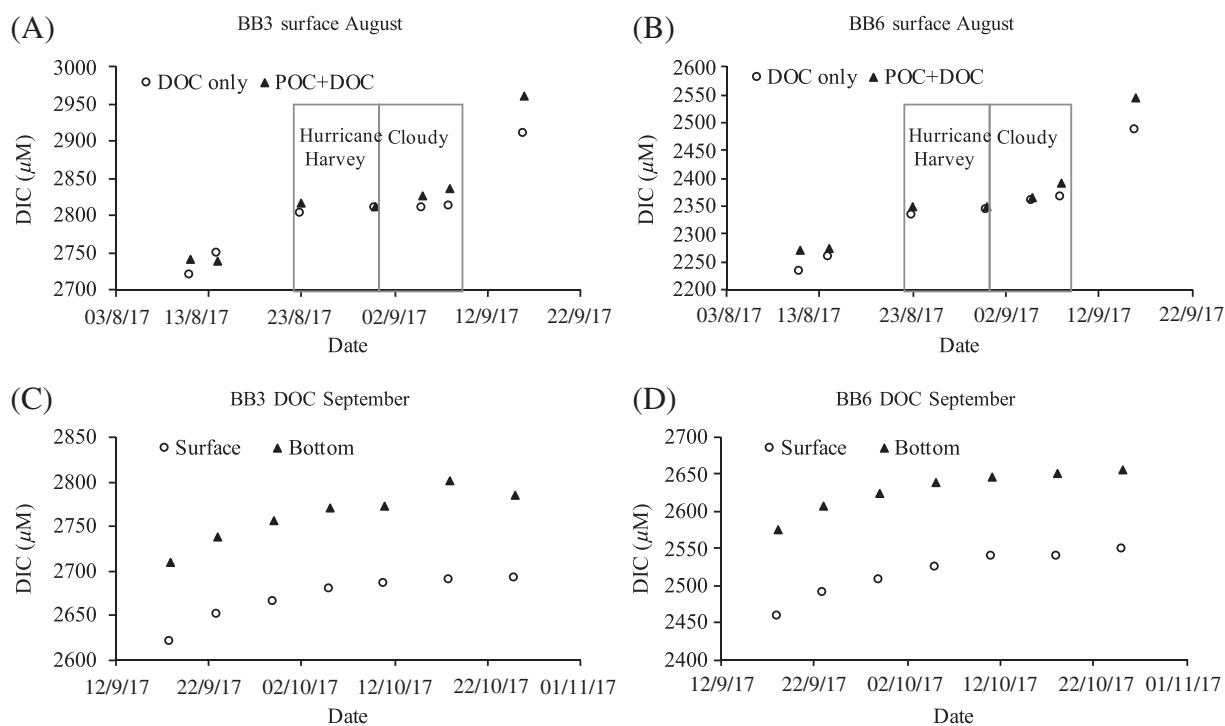 (A)
BB3 surface August
DIC (μM)
3000
2950
2900
2850
2800
2750
2700
DOC only POC+DOC
Hurricane Harvey
Cloudy
03/8/17 13/8/17 23/8/17 02/9/17 12/9/17 22/9/17
Date
(B)
BB6 surface August
DIC (μM)
2600
2550
2500
2450
2400
2350
2300
2250
2200
DOC only POC+DOC
Hurricane Harvey
Cloudy
03/8/17 13/8/17 23/8/17 02/9/17 12/9/17 22/9/17
Date
(C)
BB3 DOC September
DIC (μM)
2850
2800
2750
2700
2650
2600
Surface Bottom
12/9/17 22/9/17 02/10/17 12/10/17 22/10/17 01/11/17
Date
(D)
BB6 DOC September
DIC (μM)
2700
2650
2600
2550
2500
2450
2400
Surface Bottom
12/9/17 22/9/17 02/10/17 12/10/17 22/10/17 01/11/17
Date